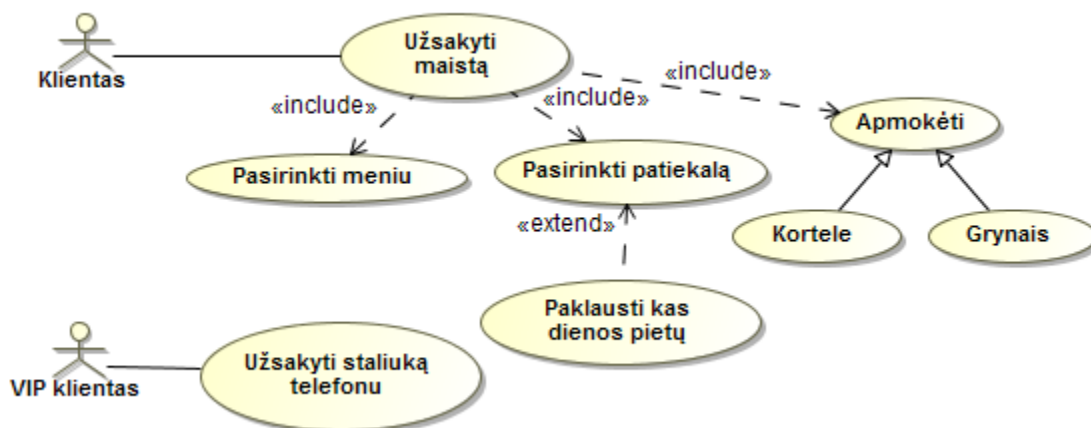 Užsakyti
maistą
Klientas
«include»
«include»
«include»
Apmokėti
Pasirinkti meniu
Pasirinkti patiekalą
«extend»
Kortele
Grynais
Paklausti kas
dienos pietų
Užsakyti staliuką
telefonu
VIP klientas